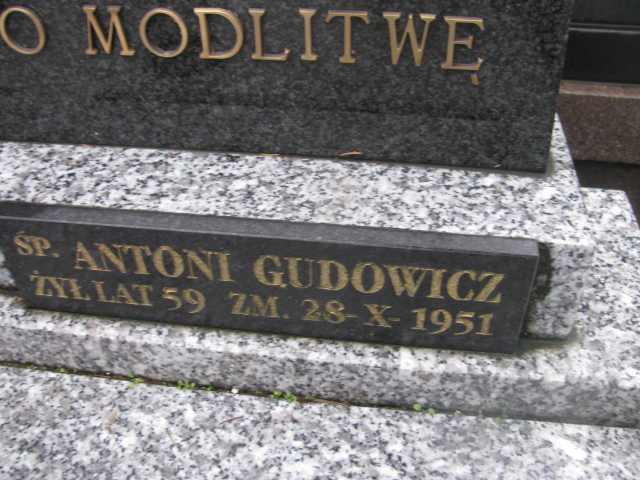 O MODLITWĘ
ŚP. ANTONI GUDOWICZ
ŻYŁ LAT 59 ZM. 28-X-1951